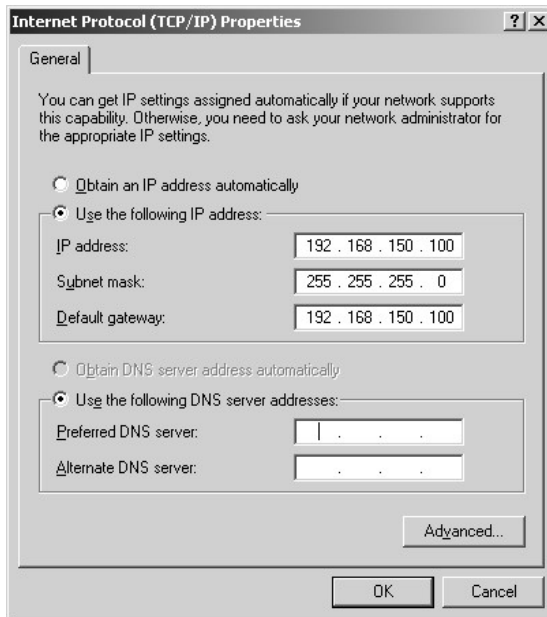 Internet Protocol (TCP/IP) Properties
General
You can get IP settings assigned automatically if your network supports
this capability. Otherwise, you need to ask your network administrator for
the appropriate IP settings.
Obtain an IP address automatically
Use the following IP address:
IP address: 192 . 168 . 150 . 100
Subnet mask: 255 . 255 . 255 . 0
Default gateway: 192 . 168 . 150 . 100
Obtain DNS server address automatically
Use the following DNS server addresses:
Preferred DNS server: . . .
Alternate DNS server: . . .
Advanced...
OK Cancel